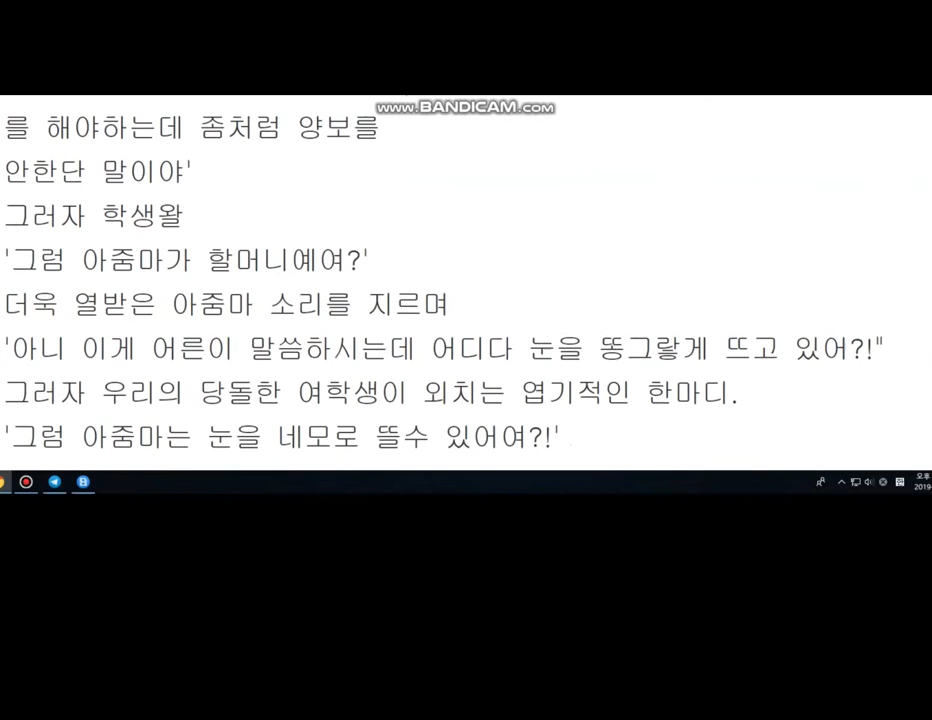 www.BANDICAM.com
를 해야하는데 좀처럼 양보를
안한단 말이야'
그러자 학생왈
'그럼 아줌마가 할머니예여?'
더욱 열받은 아줌마 소리를 지르며
'아니 이게 어른이 말씀하시는데 어디다 눈을 똥그랗게 뜨고 있어?!"
그러자 우리의 당돌한 여학생이 외치는 엽기적인 한마디.
'그럼 아줌마는 눈을 네모로 뜰수 있어여?!'
오후
2019